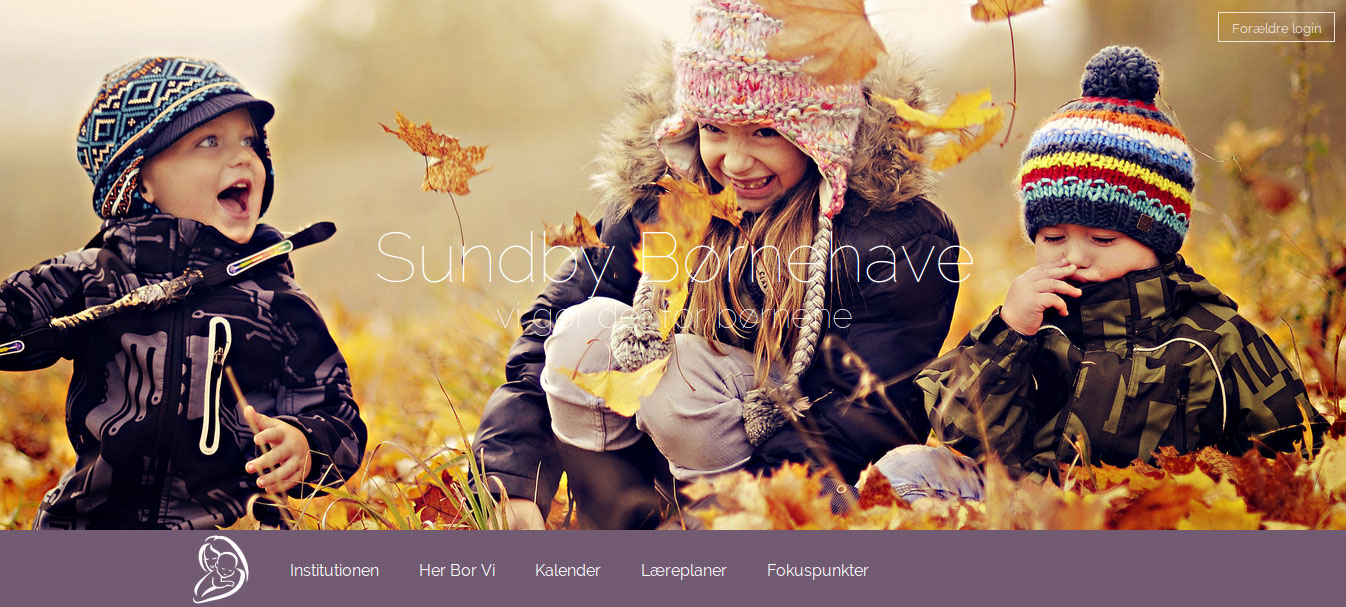 Forældre login
Sundby Børnehave
vi gør det for børnene
Institutionen Her Bor Vi Kalender Læreplaner Fokuspunkter